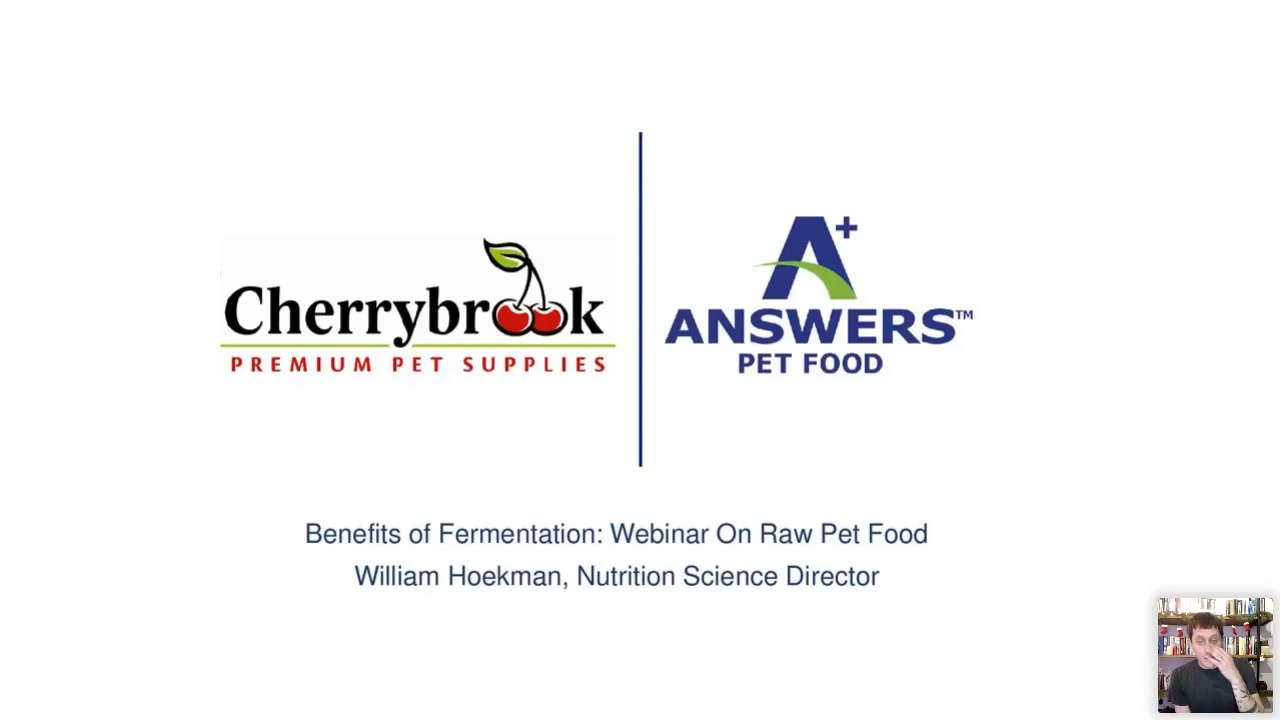 Cherrybrook
PREMIUM PET SUPPLIES
A+
ANSWERS™
PET FOOD
Benefits of Fermentation: Webinar On Raw Pet Food
William Hoekman, Nutrition Science Director